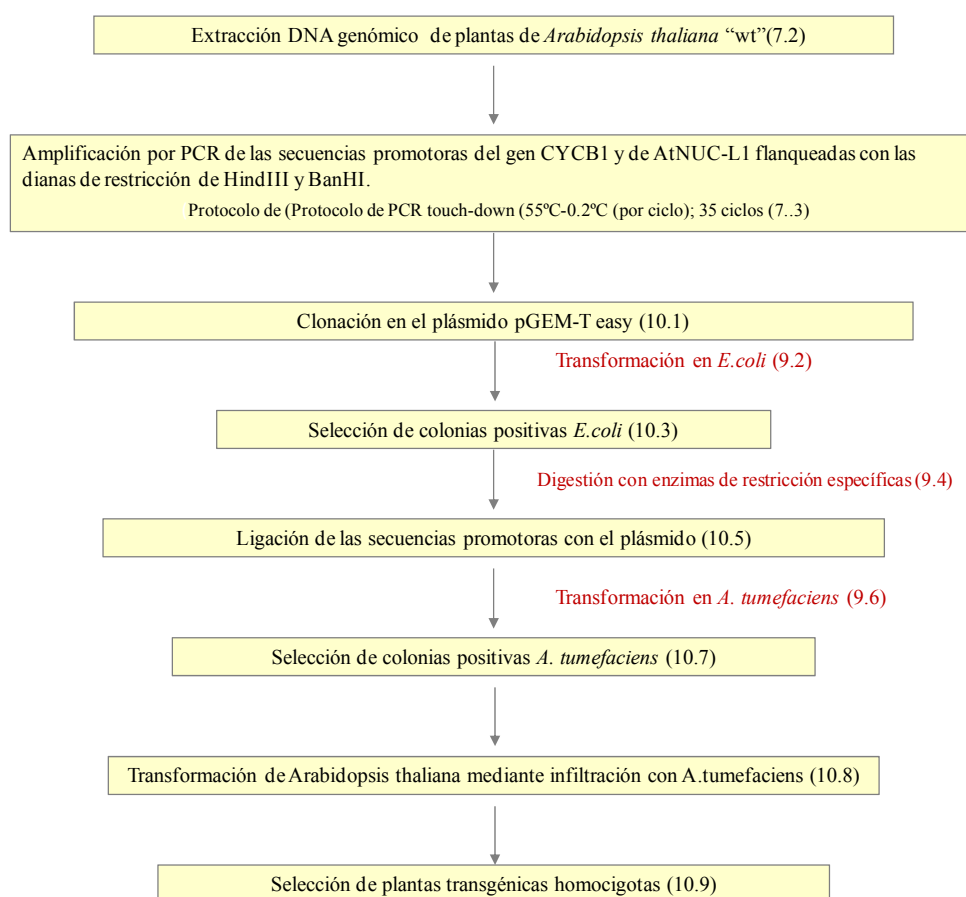 Extracción DNA genómico de plantas de Arabidopsis thaliana “wt”(7.2)
Amplificación por PCR de las secuencias promotoras del gen CYCB1 y de AtNUC-L1 flanqueadas con las
dianas de restricción de HindIII y BanHI.
Protocolo de (Protocolo de PCR touch-down (55ºC-0.2ºC (por ciclo); 35 ciclos (7..3)
Clonación en el plásmido pGEM-T easy (10.1)
Transformación en E.coli (9.2)
Selección de colonias positivas E.coli (10.3)
Digestión con enzimas de restricción específicas (9.4)
Ligación de las secuencias promotoras con el plásmido (10.5)
Transformación en A. tumefaciens (9.6)
Selección de colonias positivas A. tumefaciens (10.7)
Transformación de Arabidopsis thaliana mediante infiltración con A.tumefaciens (10.8)
Selección de plantas transgénicas homocigotas (10.9)